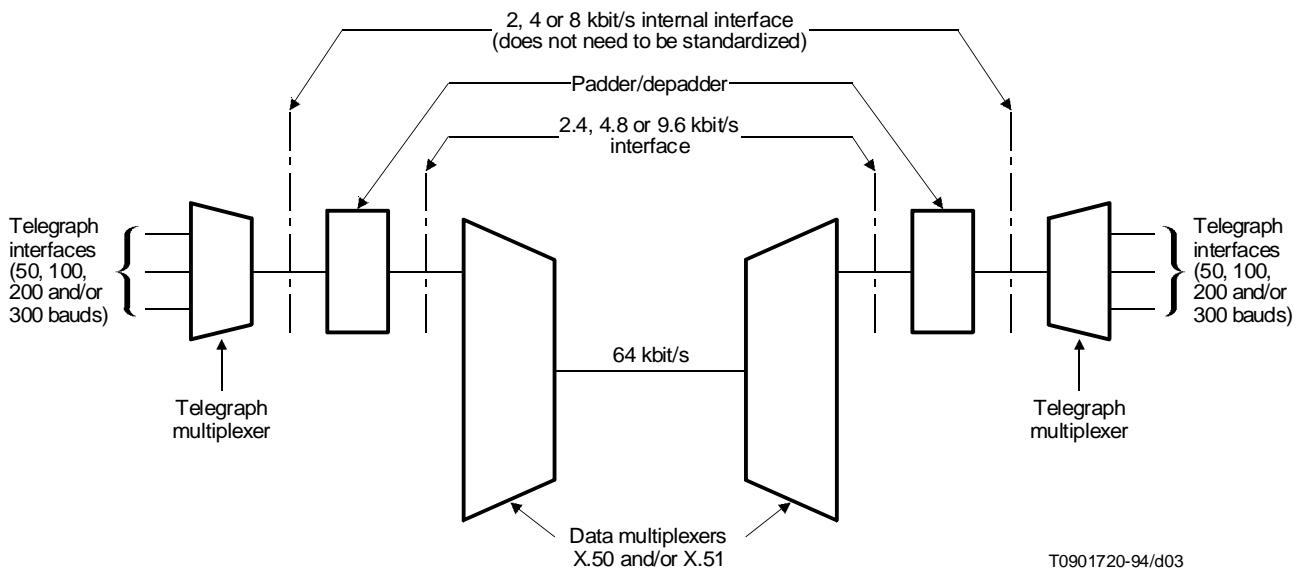 2, 4 or 8 kbit/s internal interface
(does not need to be standardized)
Padder/depadder
2.4, 4.8 or 9.6 kbit/s
interface
Telegraph
interfaces
(50, 100,
200 and/or
300 bauds)
Telegraph
interfaces
(50, 100,
200 and/or
300 bauds)
64 kbit/s
Telegraph
multiplexer
Telegraph
multiplexer
Data multiplexers
X.50 and/or X.51
T0901720-94/d03